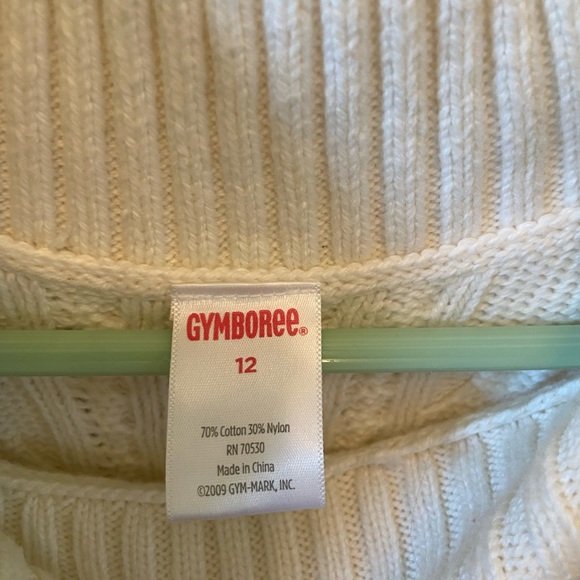 GYMBOREE®
12
70% Cotton 30% Nylon
RN 70530
Made in China
©2009 GYM-MARK, INC.